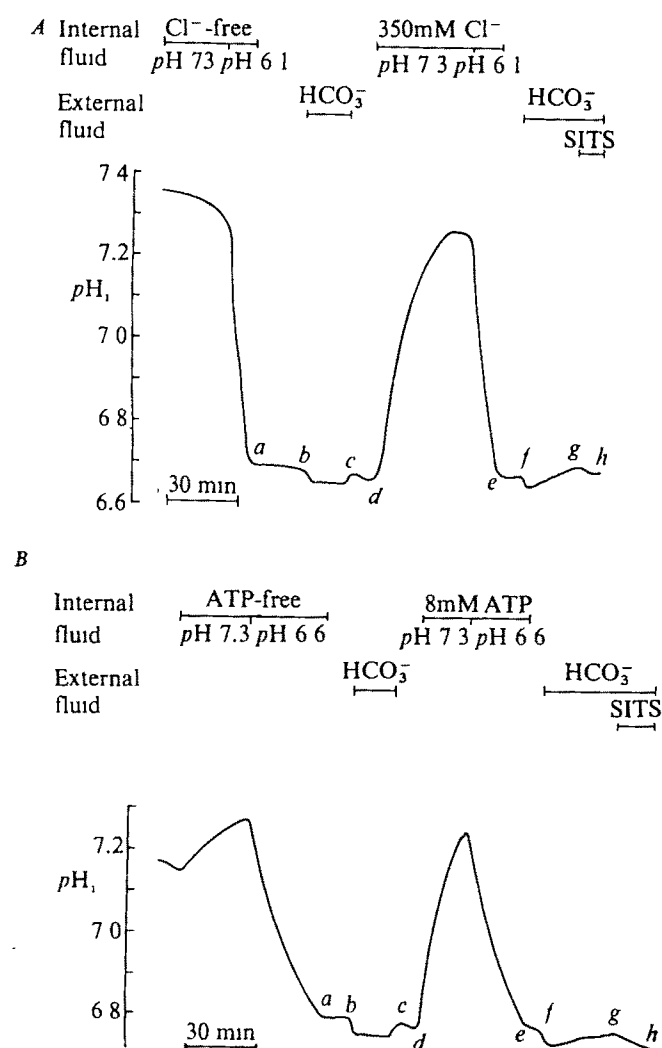 A Internal Cl⁻-free 350mM Cl⁻
fluid pH 73 pH 6 1 pH 7 3 pH 6 1
External HCO₃⁻ HCO₃⁻
fluid SITS
7 4
7.2
pHᵢ
7 0
6 8
6.6
a b c d e f g h
30 min
B
Internal ATP-free 8mM ATP
fluid pH 7.3 pH 6 6 pH 7 3 pH 6 6
External HCO₃⁻ HCO₃⁻
fluid SITS
7.2
pHᵢ
7 0
6 8
a b c d e f g h
30 min